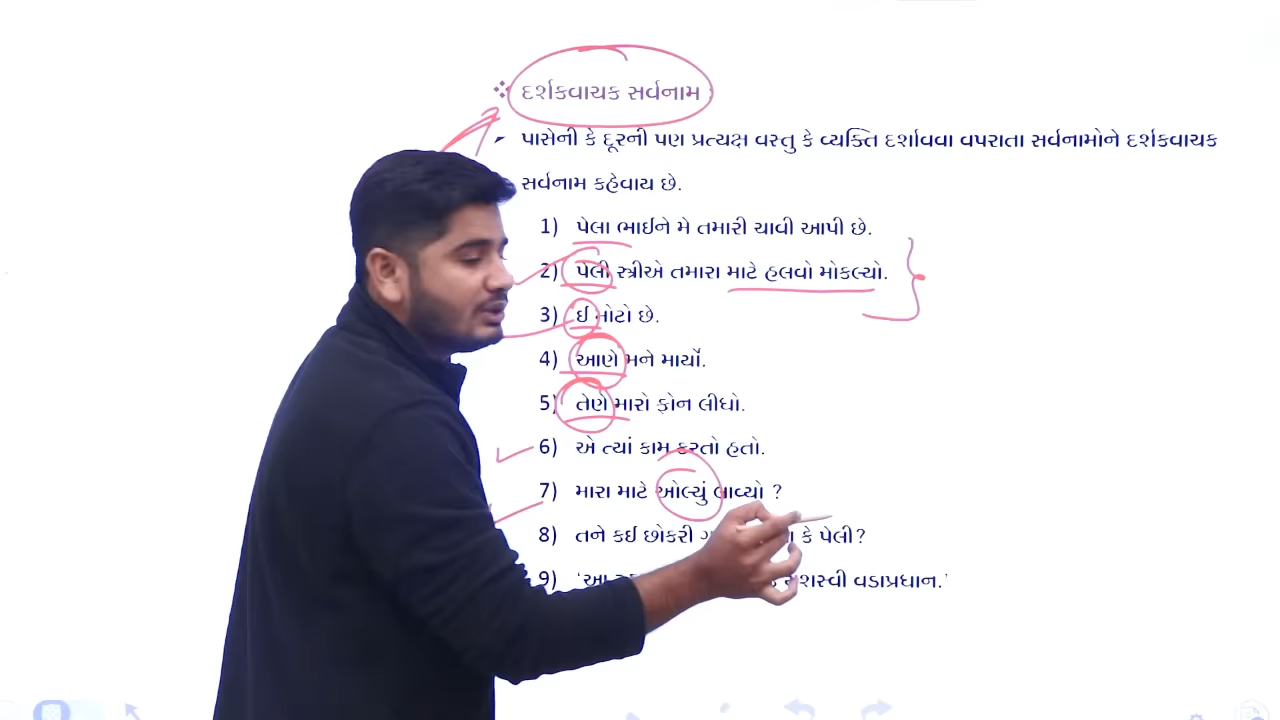 ❖ દર્શકવાચક સર્વનામ
પાસેની કે દૂરની પણ પ્રત્યક્ષ વસ્તુ કે વ્યક્તિ દર્શાવવા વપરાતા સર્વનામોને દર્શકવાચક
સર્વનામ કહેવાય છે.
1) પેલા ભાઈને મે તમારી ચાવી આપી છે.
2) પેલી સ્ત્રીએ તમારા માટે હલવો મોકલ્યો.
3) ઈ મોટો છે.
4) આણે મને માર્યો.
5) તેણે મારો ફોન લીધો.
6) એ ત્યાં કામ કરતો હતો.
7) મારા માટે ઓલ્યું લાવ્યો ?
8) તને કઈ છોકરી કે પેલી?
9) 'આ વડાપ્રધાન.'